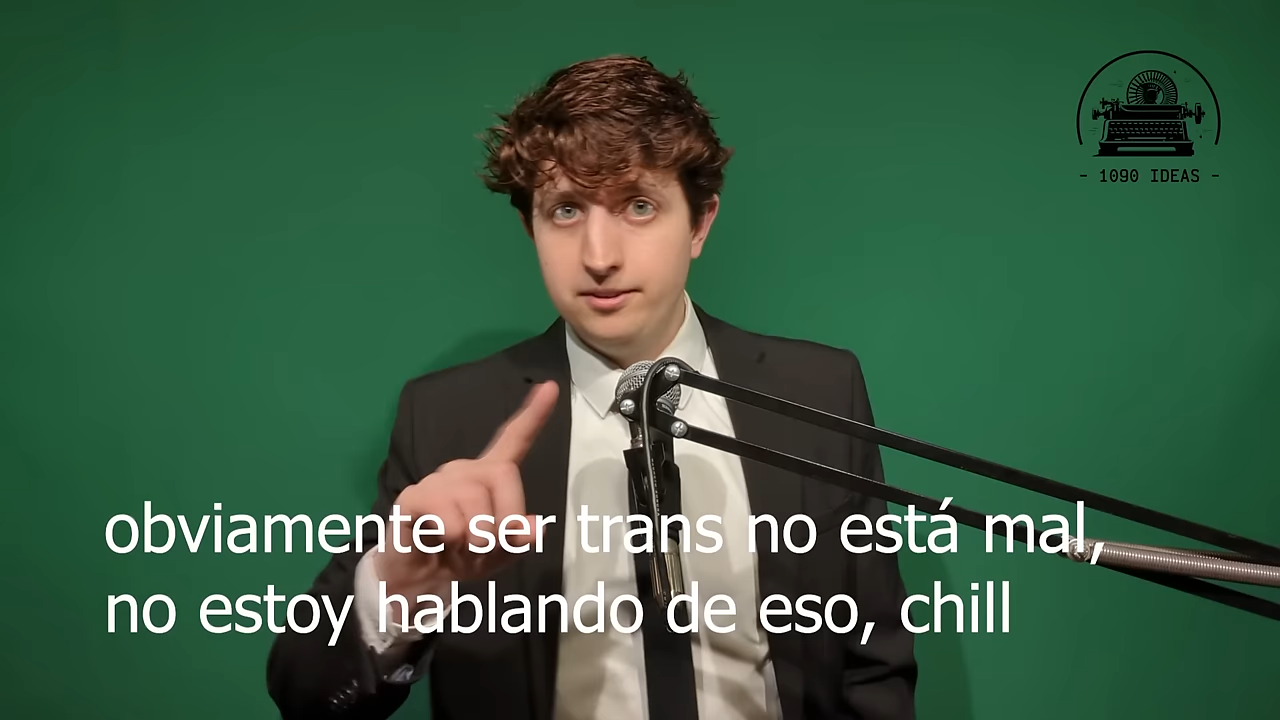 - 1090 IDEAS -
obviamente ser trans no está mal,
no estoy hablando de eso, chill